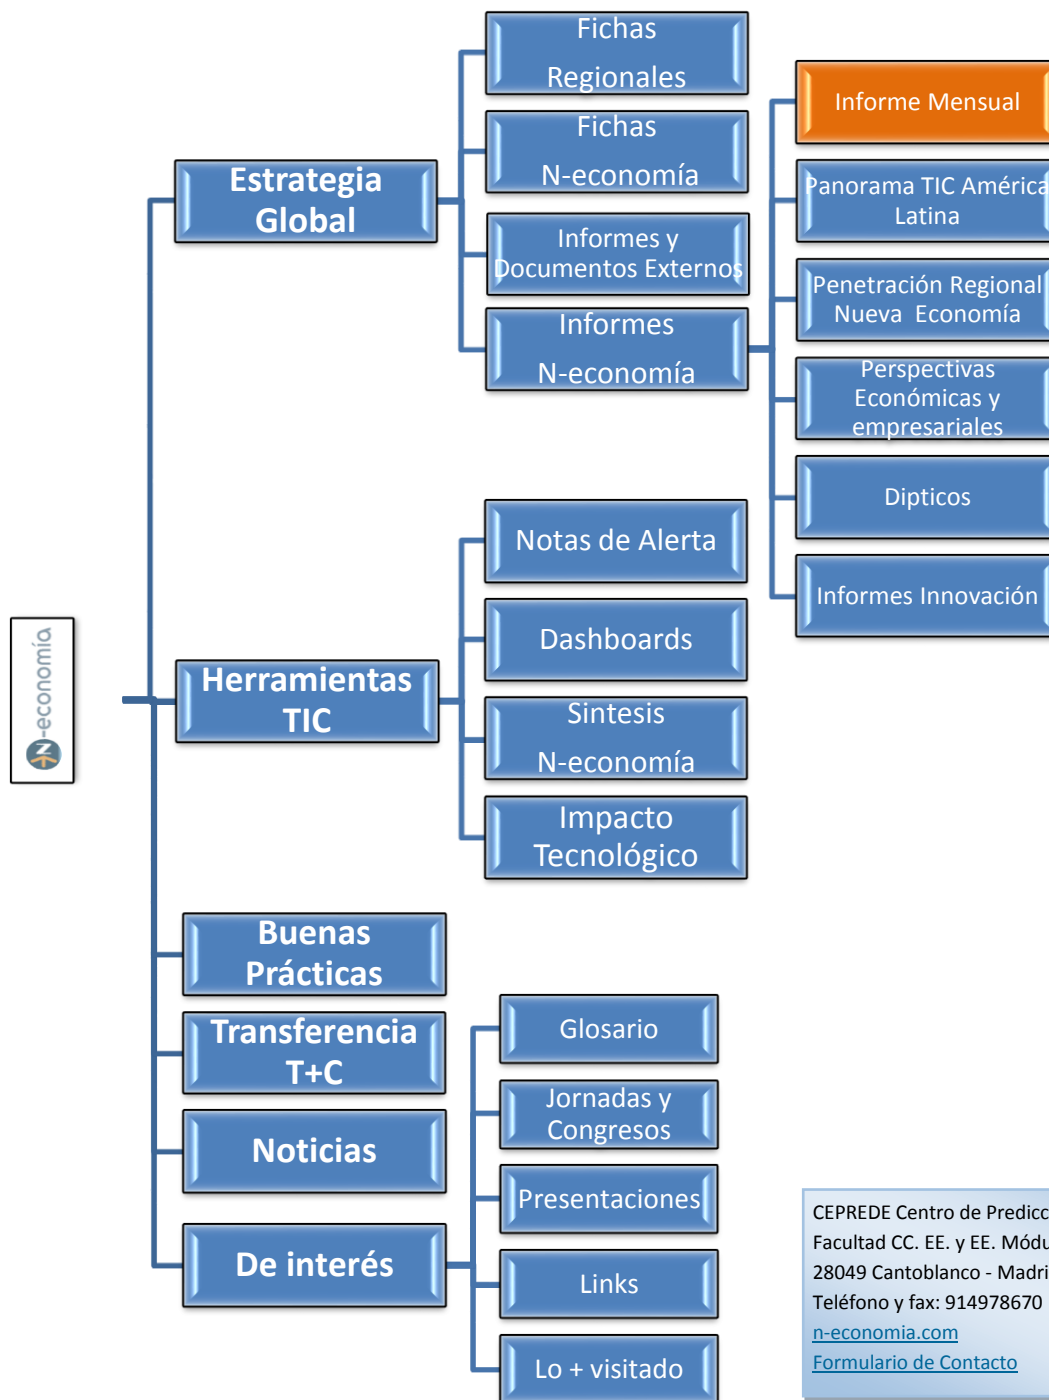 N-economía
Estrategia
Global
Fichas
Regionales
Fichas
N-economía
Informes y
Documentos Externos
Informes
N-economía
Informe Mensual
Panorama TIC América
Latina
Penetración Regional
Nueva Economía
Perspectivas
Económicas y
empresariales
Dipticos
Informes Innovación
Herramientas
TIC
Notas de Alerta
Dashboards
Sintesis
N-economía
Impacto
Tecnológico
Buenas
Prácticas
Transferencia
T+C
Noticias
De interés
Glosario
Jornadas y
Congresos
Presentaciones
Links
Lo + visitado
CEPREDE Centro de
Facultad CC. EE. y EE.
28049 Cantoblanco -
Teléfono y fax: 914978670
n-economia.com
Formulario de Contacto